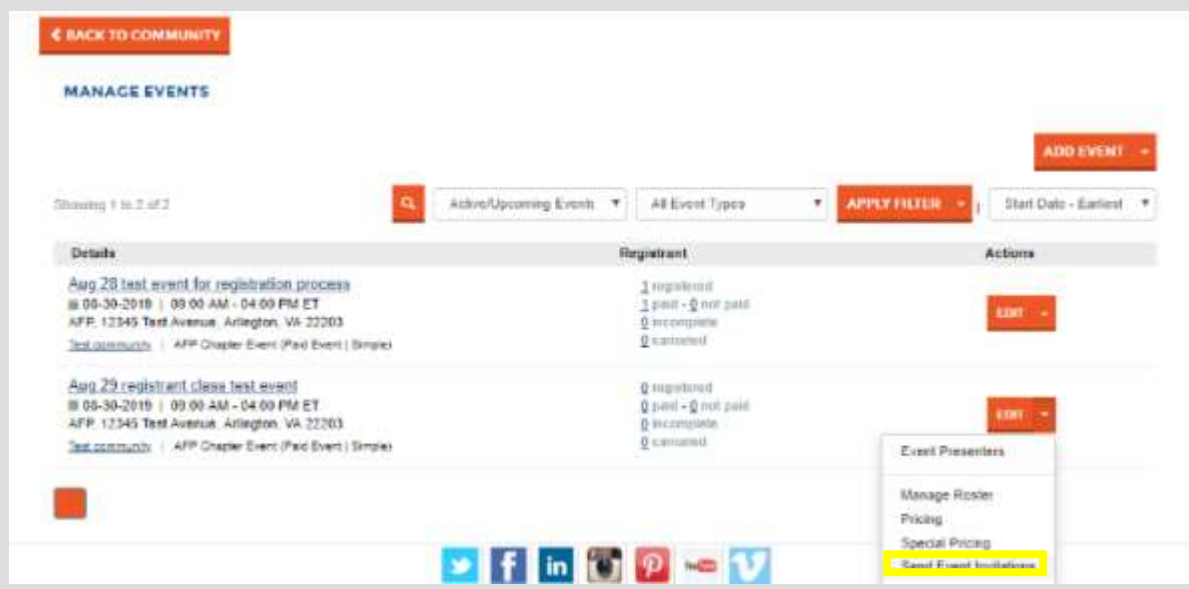 BACK TO COMMUNITY
MANAGE EVENTS
ADD EVENT
Showing 1 to 2 of 2
Active/Upcoming Events
All Event Types
APPLY FILTER
Start Date - Earliest
Details Registrant Actions
Aug 28 test event for registration process
08-30-2019 | 09:00 AM - 04:00 PM ET
AFP, 12345 Test Avenue, Arlington, VA 22203
Test community | AFP Chapter Event (Paid Event | Simple)
1 registered
1 paid - 0 not paid
0 incomplete
0 canceled
EDIT
Aug 29 registrant class test event
08-30-2019 | 09:00 AM - 04:00 PM ET
AFP, 12345 Test Avenue, Arlington, VA 22203
Test community | AFP Chapter Event (Paid Event | Simple)
0 registered
0 paid - 0 not paid
0 incomplete
0 canceled
EDIT
Event Presenters
Manage Roster
Pricing
Special Pricing
Send Event Invitations
f in